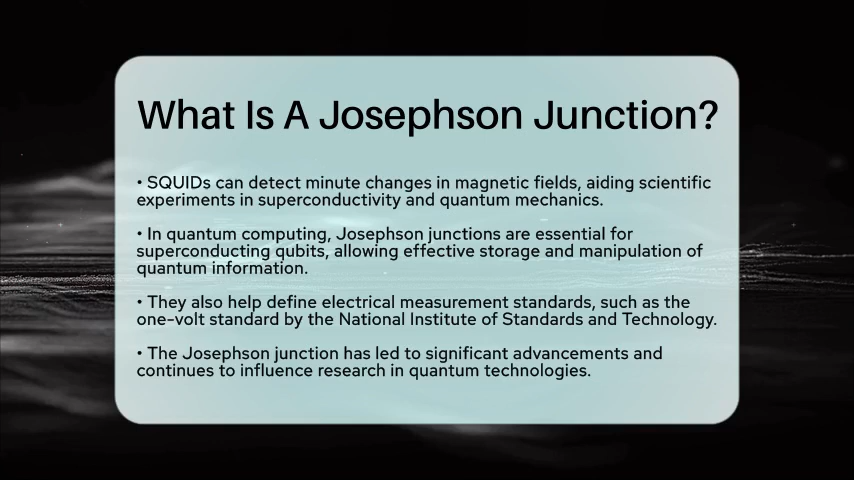 What Is A Josephson Junction?
• SQUIDs can detect minute changes in magnetic fields, aiding scientific
experiments in superconductivity and quantum mechanics.
• In quantum computing, Josephson junctions are essential for
superconducting qubits, allowing effective storage and manipulation of
quantum information.
• They also help define electrical measurement standards, such as the
one-volt standard by the National Institute of Standards and Technology.
• The Josephson junction has led to significant advancements and
continues to influence research in quantum technologies.